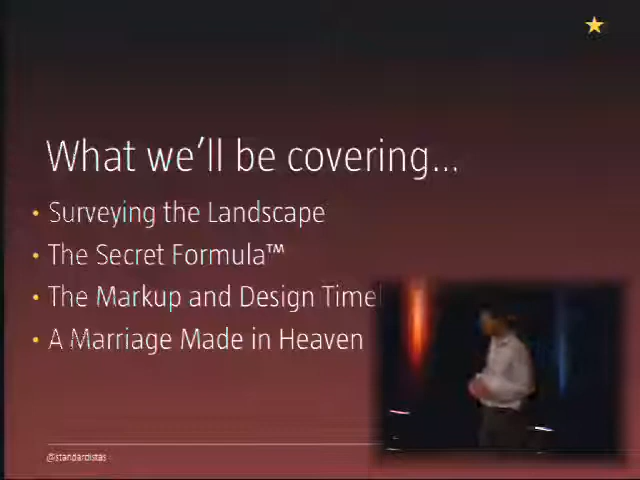 What we'll be covering...
• Surveying the Landscape
• The Secret Formula™
• The Markup and Design
• A Marriage Made in Heaven
@standardistas